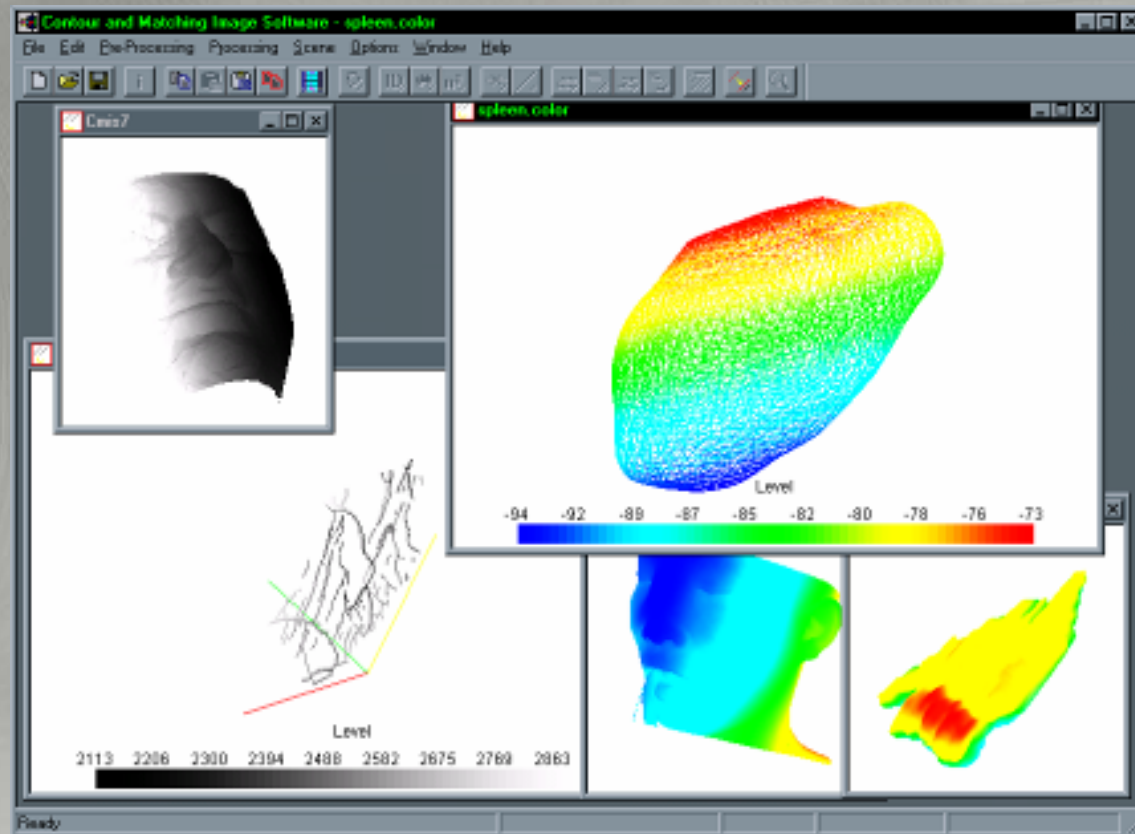 Contour and Matching Image Software - spleen.color
File Edit Pre-Processing Processing Scene Options Window Help
Cmis7
spleen.color
Level
-94 -92 -89 -87 -85 -82 -80 -78 -76 -73
Level
2113 2206 2300 2394 2488 2582 2675 2769 2863
Ready